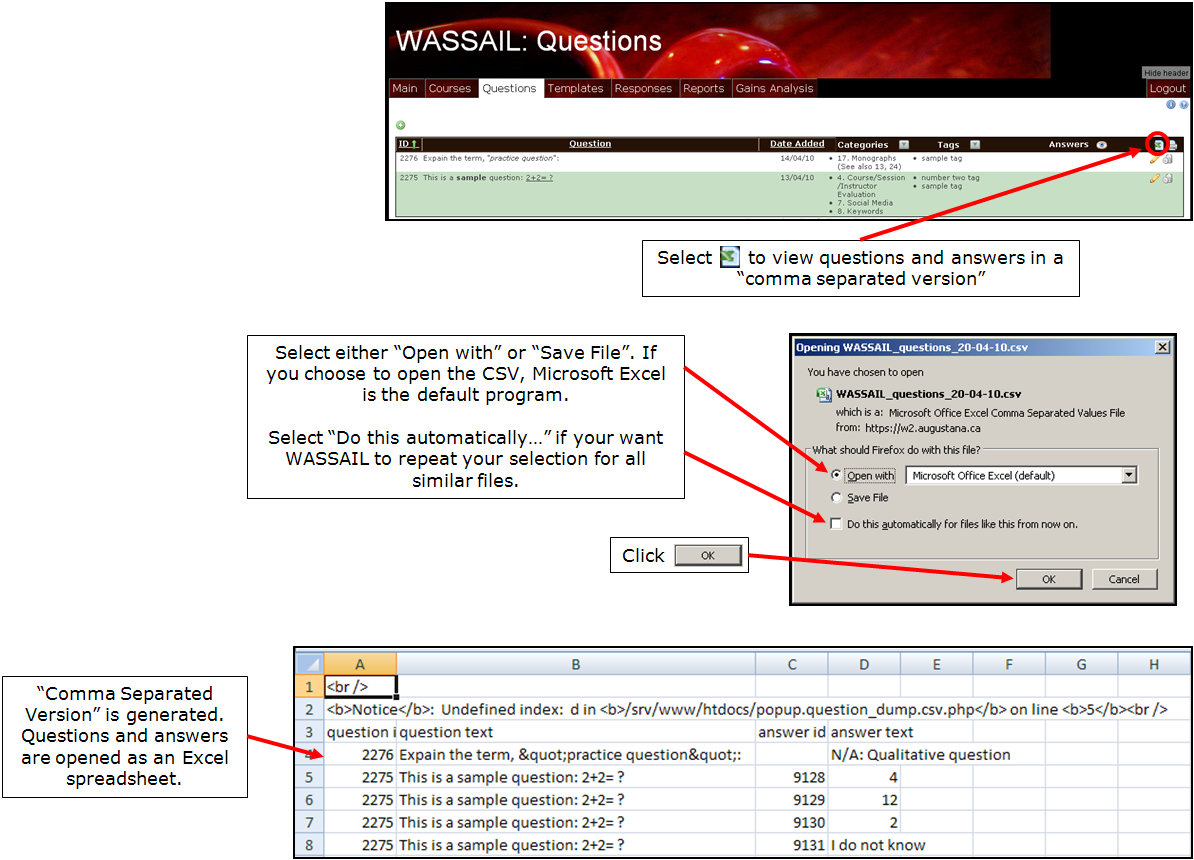 WASSAIL: Questions
Hide header
Main Courses Questions Templates Responses Reports Gains Analysis Logout
ID Question Date Added Categories Tags Answers
2276 Expain the term, "practice question": 14/04/10 • 17. Monographs • sample tag
(See also 13, 24)
2275 This is a sample question: 2+2= ? 13/04/10 • 4. Course/Session • number two tag
/Instructor • sample tag
Evaluation
• 7. Social Media
• 8. Keywords
Select to view questions and answers in a
“comma separated version”
Select either “Open with” or “Save File”. If
you choose to open the CSV, Microsoft Excel
is the default program.
Select “Do this automatically…” if your want
WASSAIL to repeat your selection for all
similar files.
Opening WASSAIL_questions_20-04-10.csv
You have chosen to open
WASSAIL_questions_20-04-10.csv
which is a: Microsoft Office Excel Comma Separated Values File
from: https://w2.augustana.ca
What should Firefox do with this file?
Open with Microsoft Office Excel (default)
Save File
Do this automatically for files like this from now on.
OK Cancel
Click OK
“Comma Separated
Version” is generated.
Questions and answers
are opened as an Excel
spreadsheet.
A B C D E F G H
1 <br />
2 <b>Notice</b>: Undefined index: d in <b>/srv/www/htdocs/popup.question_dump.csv.php</b> on line <b>5</b><br />
3 question i question text answer id answer text
4 2276 Expain the term, &quot;practice question&quot;: N/A: Qualitative question
5 2275 This is a sample question: 2+2= ? 9128 4
6 2275 This is a sample question: 2+2= ? 9129 12
7 2275 This is a sample question: 2+2= ? 9130 2
8 2275 This is a sample question: 2+2= ? 9131 I do not know